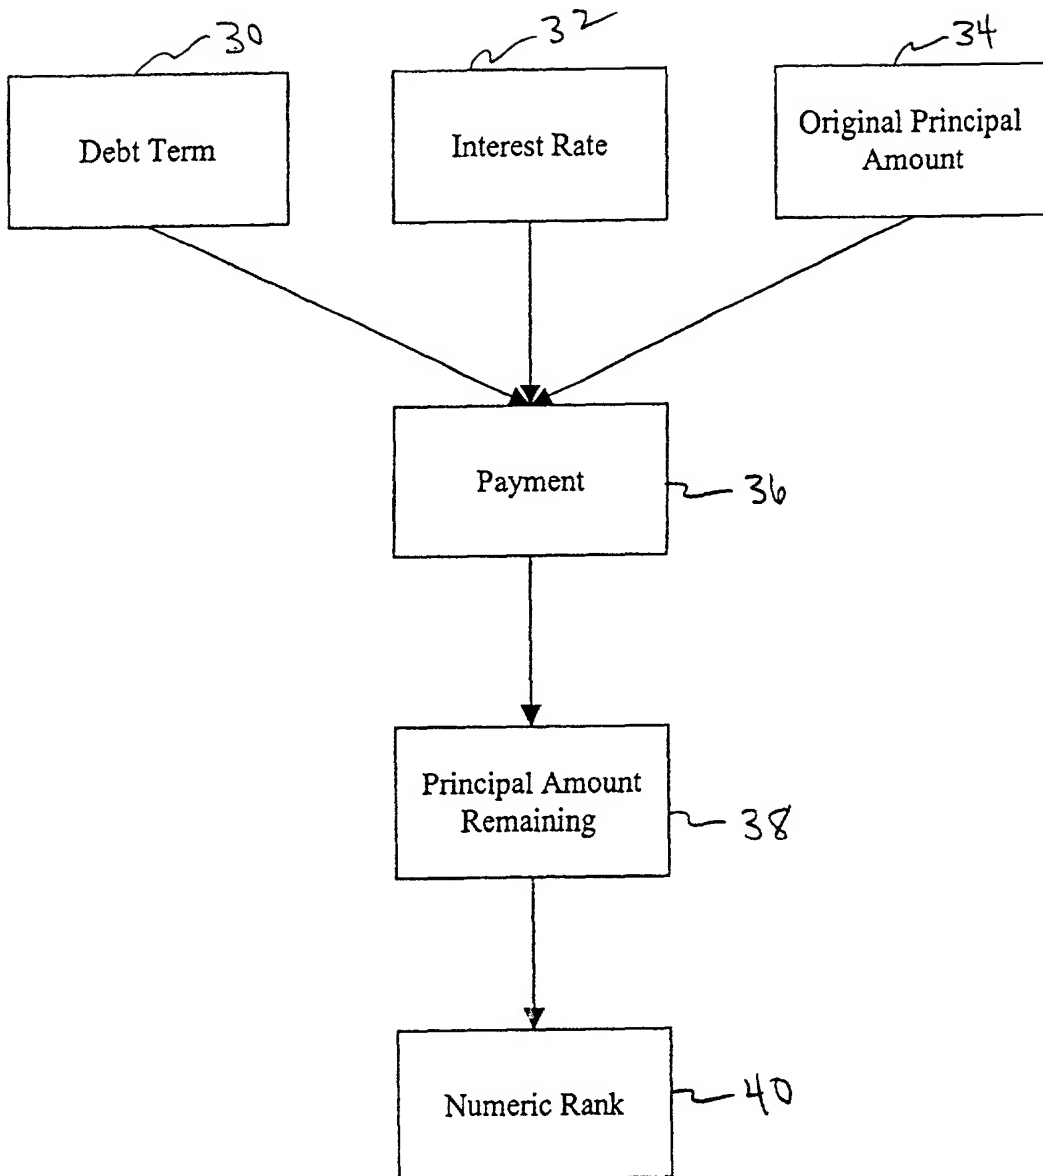 30
32
34
Debt Term
Interest Rate
Original Principal
Amount
Payment
36
Principal Amount
Remaining
38
Numeric Rank
40